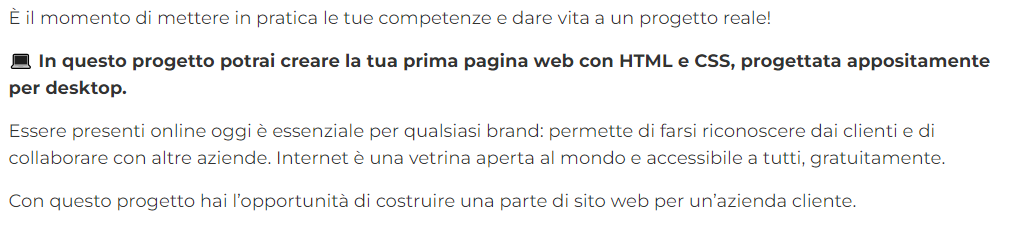 È il momento di mettere in pratica le tue competenze e dare vita a un progetto reale!
💻 In questo progetto potrai creare la tua prima pagina web con HTML e CSS, progettata appositamente
per desktop.
Essere presenti online oggi è essenziale per qualsiasi brand: permette di farsi riconoscere dai clienti e di
collaborare con altre aziende. Internet è una vetrina aperta al mondo e accessibile a tutti, gratuitamente.
Con questo progetto hai l’opportunità di costruire una parte di sito web per un’azienda cliente.